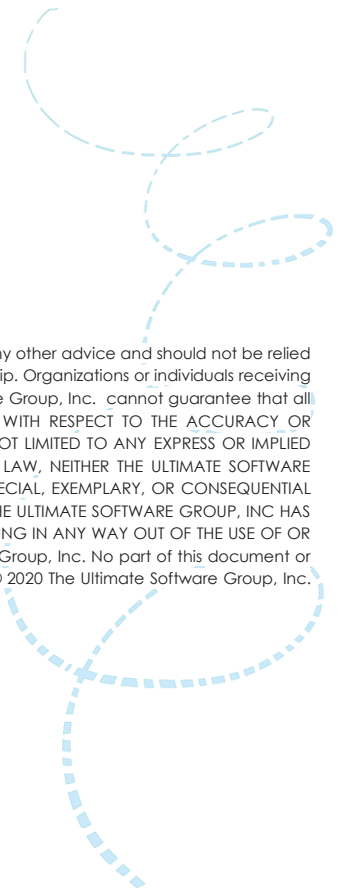 ny other advice and should not be relied
ip. Organizations or individuals receiving
e Group, Inc. cannot guarantee that all
WITH RESPECT TO THE ACCURACY OR
OT LIMITED TO ANY EXPRESS OR IMPLIED
LAW, NEITHER THE ULTIMATE SOFTWARE
ECIAL, EXEMPLARY, OR CONSEQUENTIAL
HE ULTIMATE SOFTWARE GROUP, INC HAS
NG IN ANY WAY OUT OF THE USE OF OR
Group, Inc. No part of this document or
© 2020 The Ultimate Software Group, Inc.